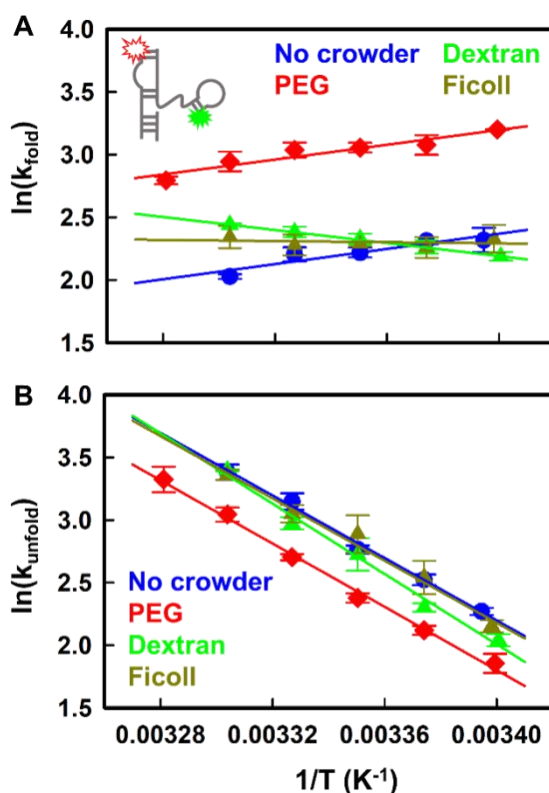 A
No crowder Dextran
PEG Ficoll
ln(k_fold)
4.0
3.5
3.0
2.5
2.0
1.5
B
ln(k_unfold)
4.0
3.5
3.0
2.5
2.0
1.5
No crowder
PEG
Dextran
Ficoll
0.00328 0.00332 0.00336 0.00340
1/T (K⁻¹)